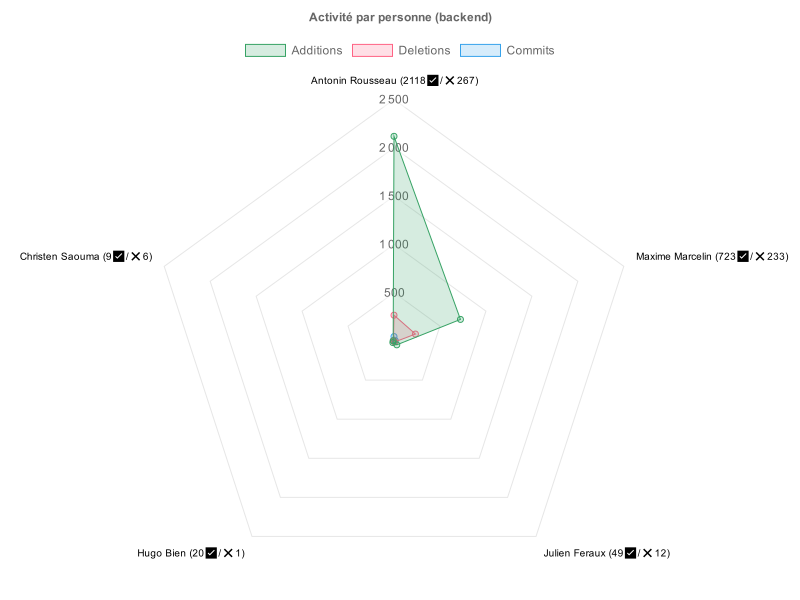 Activité par personne (backend)
Additions Deletions Commits
Antonin Rousseau (2118✅/❌267)
2 500
2 000
1 500
1 000
500
Christen Saouma (9✅/❌6)
Maxime Marcelin (723✅/❌233)
Hugo Bien (20✅/❌1)
Julien Feraux (49✅/❌12)